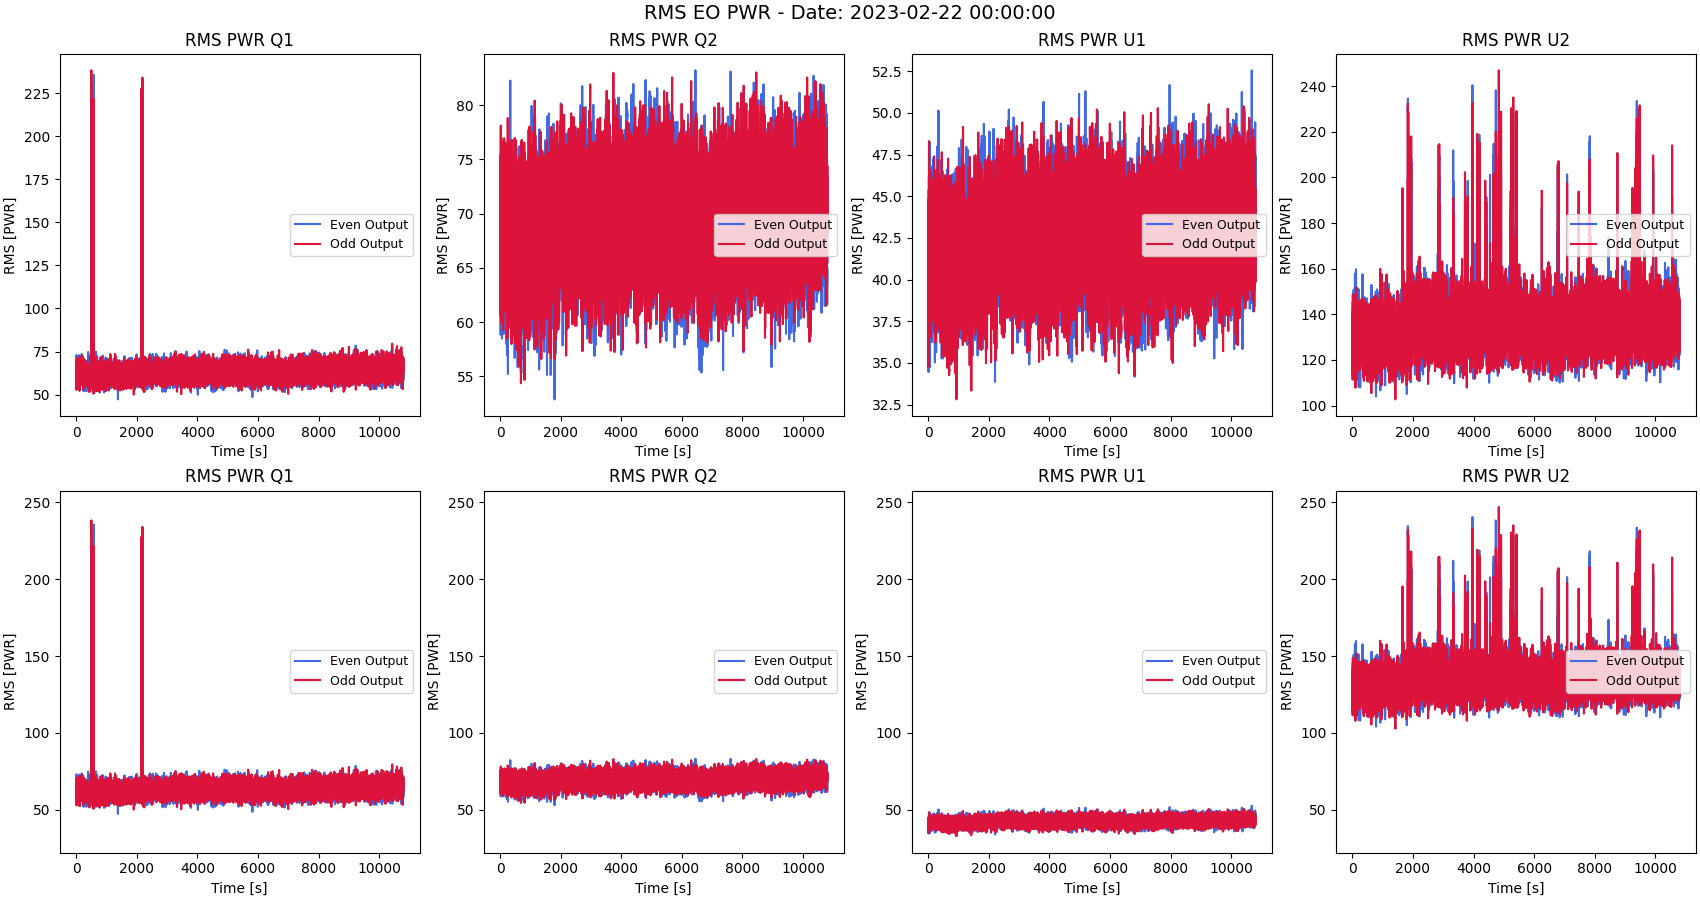 RMS EO PWR - Date: 2023-02-22 00:00:00
RMS PWR Q1
RMS [PWR]
225
200
175
150
125
100
75
50
0 2000 4000 6000 8000 10000
Time [s]
Even Output
Odd Output
RMS PWR Q2
RMS [PWR]
80
75
70
65
60
55
0 2000 4000 6000 8000 10000
Time [s]
Even Output
Odd Output
RMS PWR U1
RMS [PWR]
52.5
50.0
47.5
45.0
42.5
40.0
37.5
35.0
32.5
0 2000 4000 6000 8000 10000
Time [s]
Even Output
Odd Output
RMS PWR U2
RMS [PWR]
240
220
200
180
160
140
120
100
0 2000 4000 6000 8000 10000
Time [s]
Even Output
Odd Output
RMS PWR Q1
RMS [PWR]
250
200
150
100
50
0 2000 4000 6000 8000 10000
Time [s]
Even Output
Odd Output
RMS PWR Q2
RMS [PWR]
250
200
150
100
50
0 2000 4000 6000 8000 10000
Time [s]
Even Output
Odd Output
RMS PWR U1
RMS [PWR]
250
200
150
100
50
0 2000 4000 6000 8000 10000
Time [s]
Even Output
Odd Output
RMS PWR U2
RMS [PWR]
250
200
150
100
50
0 2000 4000 6000 8000 10000
Time [s]
Even Output
Odd Output